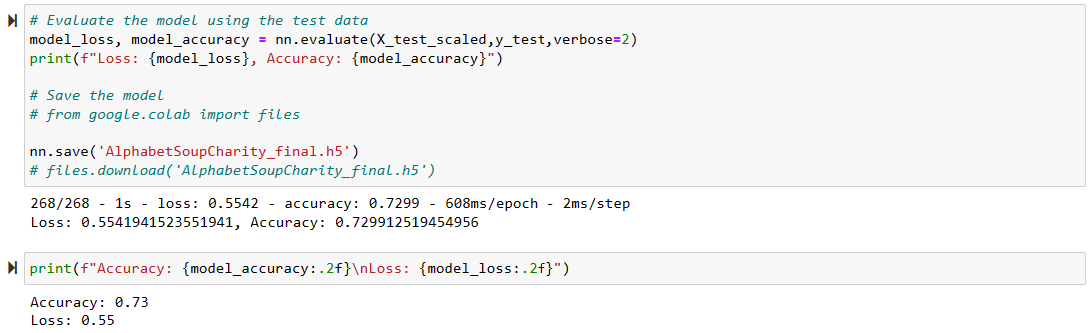 # Evaluate the model using the test data
model_loss, model_accuracy = nn.evaluate(X_test_scaled,y_test,verbose=2)
print(f"Loss: {model_loss}, Accuracy: {model_accuracy}")
# Save the model
# from google.colab import files
nn.save('AlphabetSoupCharity_final.h5')
# files.download('AlphabetSoupCharity_final.h5')
268/268 - 1s - loss: 0.5542 - accuracy: 0.7299 - 608ms/epoch - 2ms/step
Loss: 0.5541941523551941, Accuracy: 0.729912519454956
print(f"Accuracy: {model_accuracy:.2f}\nLoss: {model_loss:.2f}")
Accuracy: 0.73
Loss: 0.55